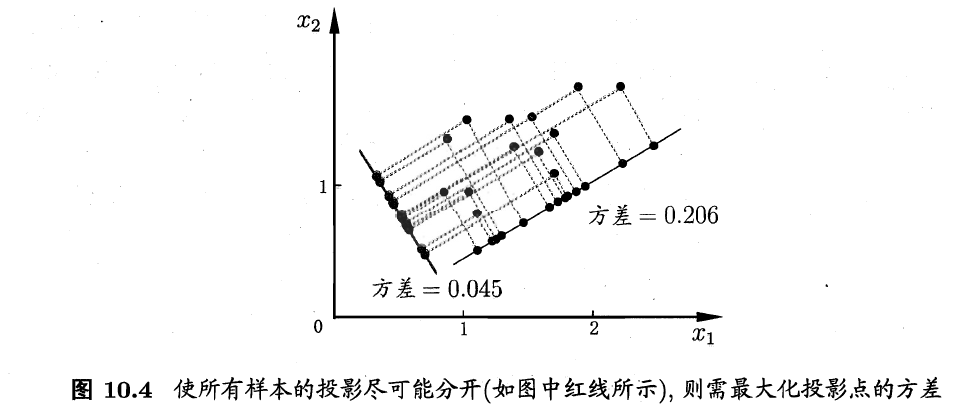 x₂
1
方差 = 0.206
方差 = 0.045
0
1
2
x₁
图 10.4 使所有样本的投影尽可能分开(如图中红线所示), 则需最大化投影点的方差